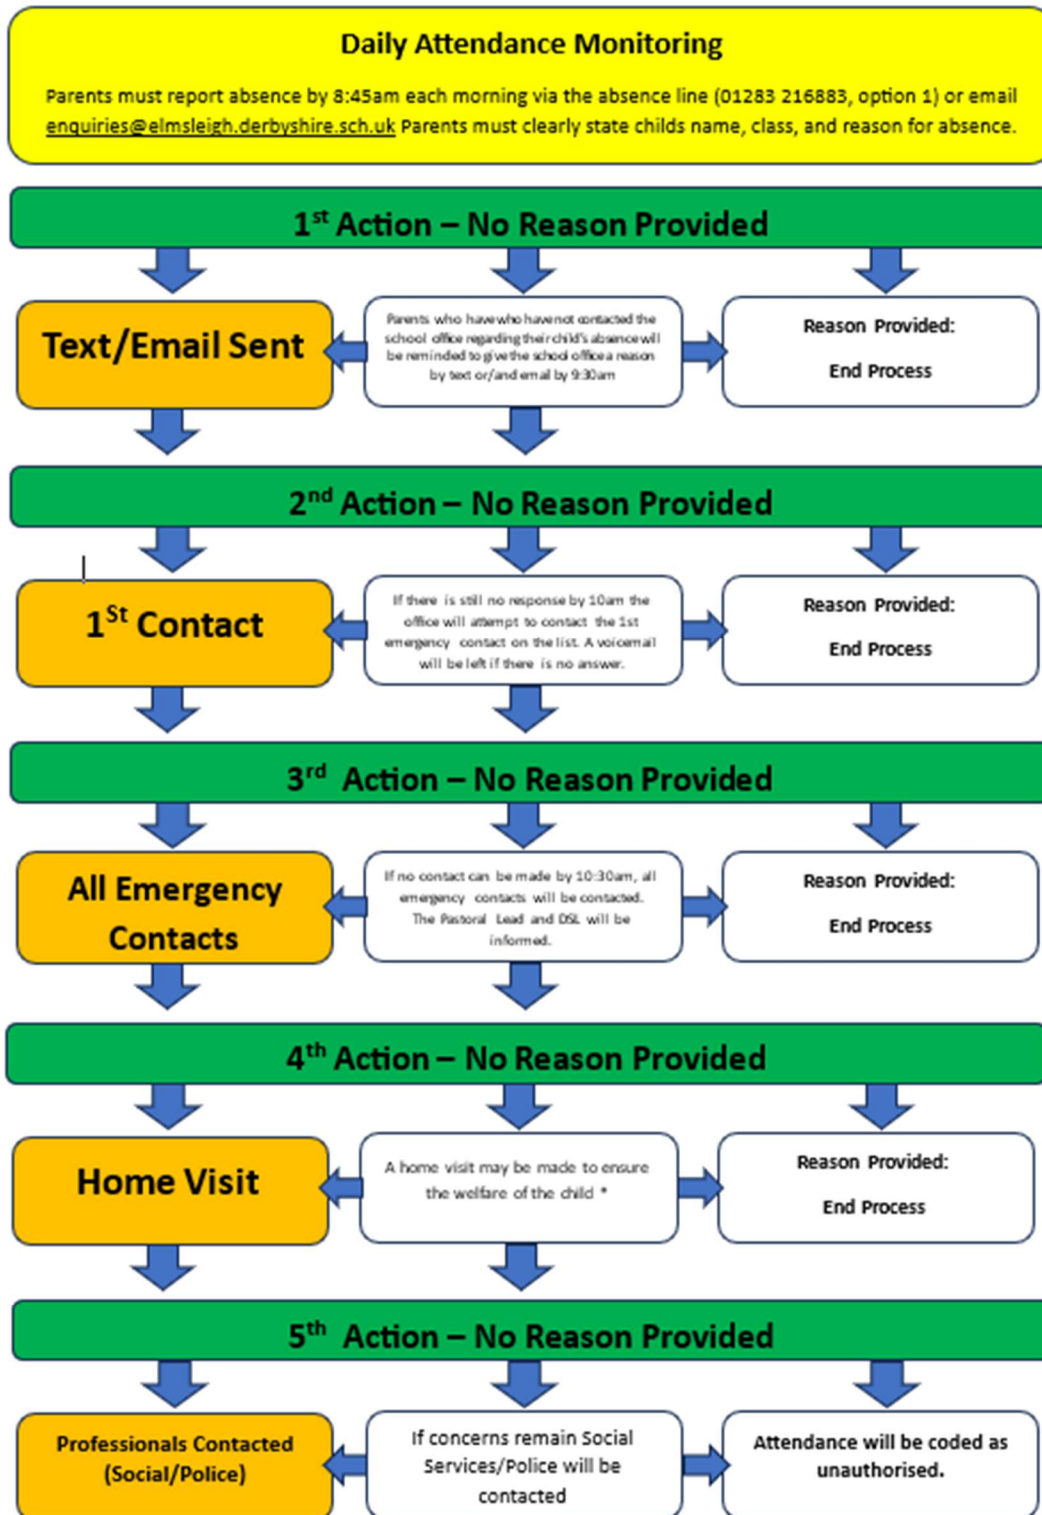 Daily Attendance Monitoring
Parents must report absence by 8:45am each morning via the absence line (01283 216883, option 1) or email
enquiries@elmsleigh.derbyshire.sch.uk Parents must clearly state childs name, class, and reason for absence.
1st Action – No Reason Provided
Text/Email Sent
Parents who have who have not contacted the
school office regarding their child's absence will
be reminded to give the school office a reason
by text or/and email by 9:30am
Reason Provided:
End Process
2nd Action – No Reason Provided
1St Contact
If there is still no response by 10am the
office will attempt to contact the 1st
emergency contact on the list. A voicemail
will be left if there is no answer.
Reason Provided:
End Process
3rd Action – No Reason Provided
All Emergency
Contacts
If no contact can be made by 10:30am, all
emergency contacts will be contacted.
The Pastoral Lead and DSL will be
informed.
Reason Provided:
End Process
4th Action – No Reason Provided
Home Visit
A home visit may be made to ensure
the welfare of the child *
Reason Provided:
End Process
5th Action – No Reason Provided
Professionals Contacted
(Social/Police)
If concerns remain Social
Services/Police will be
contacted
Attendance will be coded as
unauthorised.